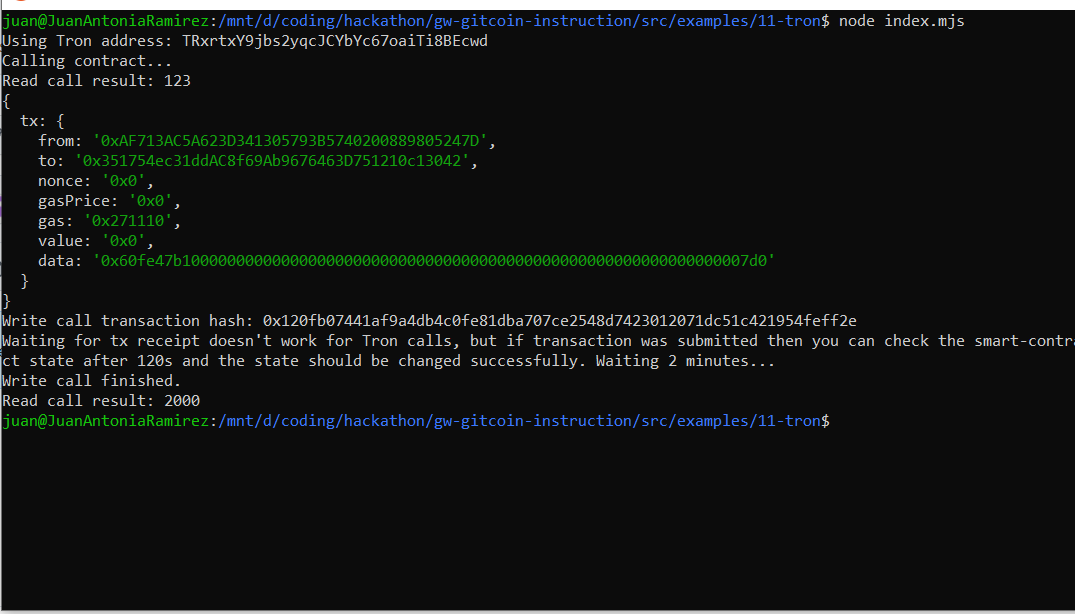 juan@JuanAntoniaRamirez:/mnt/d/coding/hackathon/gw-gitcoin-instruction/src/examples/11-tron$ node index.mjs
Using Tron address: TRxrtxY9jbs2yqcJCYbYc67oaiTi8BEcwd
Calling contract...
Read call result: 123
{
  tx: {
    from: '0xAF713AC5A623D341305793B5740200889805247D',
    to: '0x351754ec31ddAC8f69Ab9676463D751210c13042',
    nonce: '0x0',
    gasPrice: '0x0',
    gas: '0x271110',
    value: '0x0',
    data: '0x60fe47b100000000000000000000000000000000000000000000000000000000000007d0'
  }
}
Write call transaction hash: 0x120fb07441af9a4db4c0fe81dba707ce2548d7423012071dc51c421954feff2e
Waiting for tx receipt doesn't work for Tron calls, but if transaction was submitted then you can check the smart-contra
ct state after 120s and the state should be changed successfully. Waiting 2 minutes...
Write call finished.
Read call result: 2000
juan@JuanAntoniaRamirez:/mnt/d/coding/hackathon/gw-gitcoin-instruction/src/examples/11-tron$